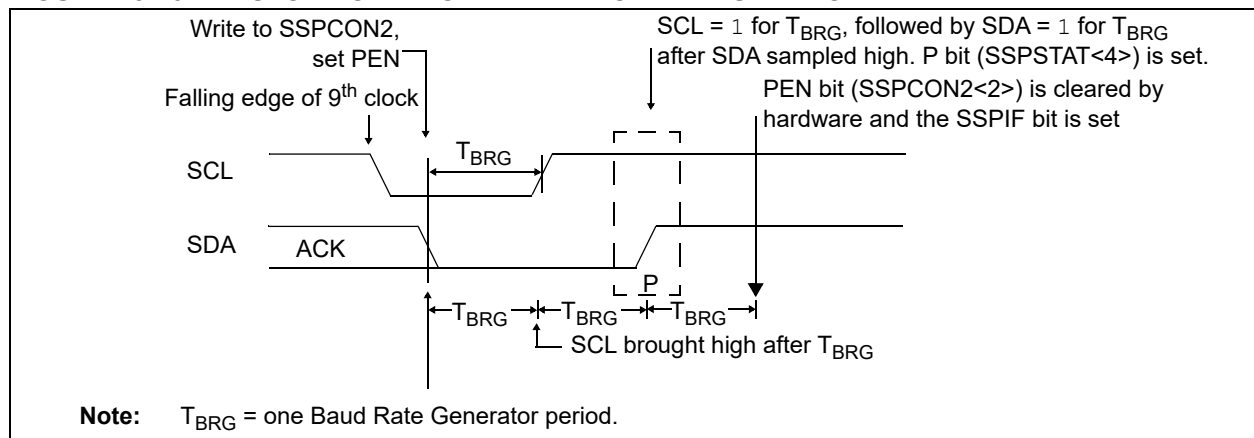 Write to SSPCON2,
set PEN
SCL = 1 for TBRG, followed by SDA = 1 for TBRG
after SDA sampled high. P bit (SSPSTAT<4>) is set.
PEN bit (SSPCON2<2>) is cleared by
hardware and the SSPIF bit is set
Falling edge of 9th clock
TBRG
SCL
SDA
ACK
P
TBRG
TBRG
TBRG
SCL brought high after TBRG
Note: TBRG = one Baud Rate Generator period.